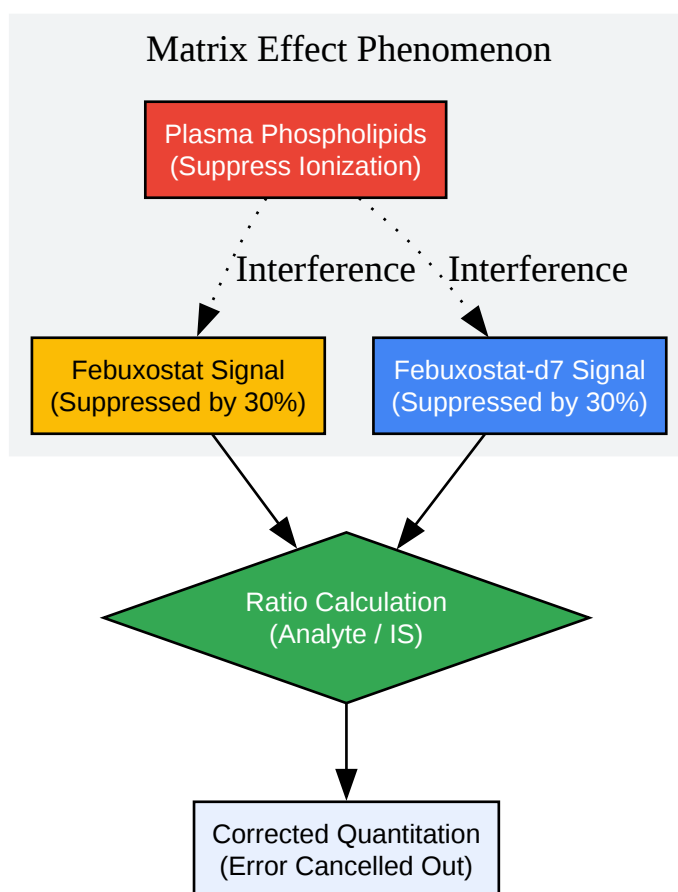 Matrix Effect Phenomenon
Plasma Phospholipids
(Suppress Ionization)
Interference
Interference
Febuxostat Signal
(Suppressed by 30%)
Febuxostat-d7 Signal
(Suppressed by 30%)
Ratio Calculation
(Analyte / IS)
Corrected Quantitation
(Error Cancelled Out)